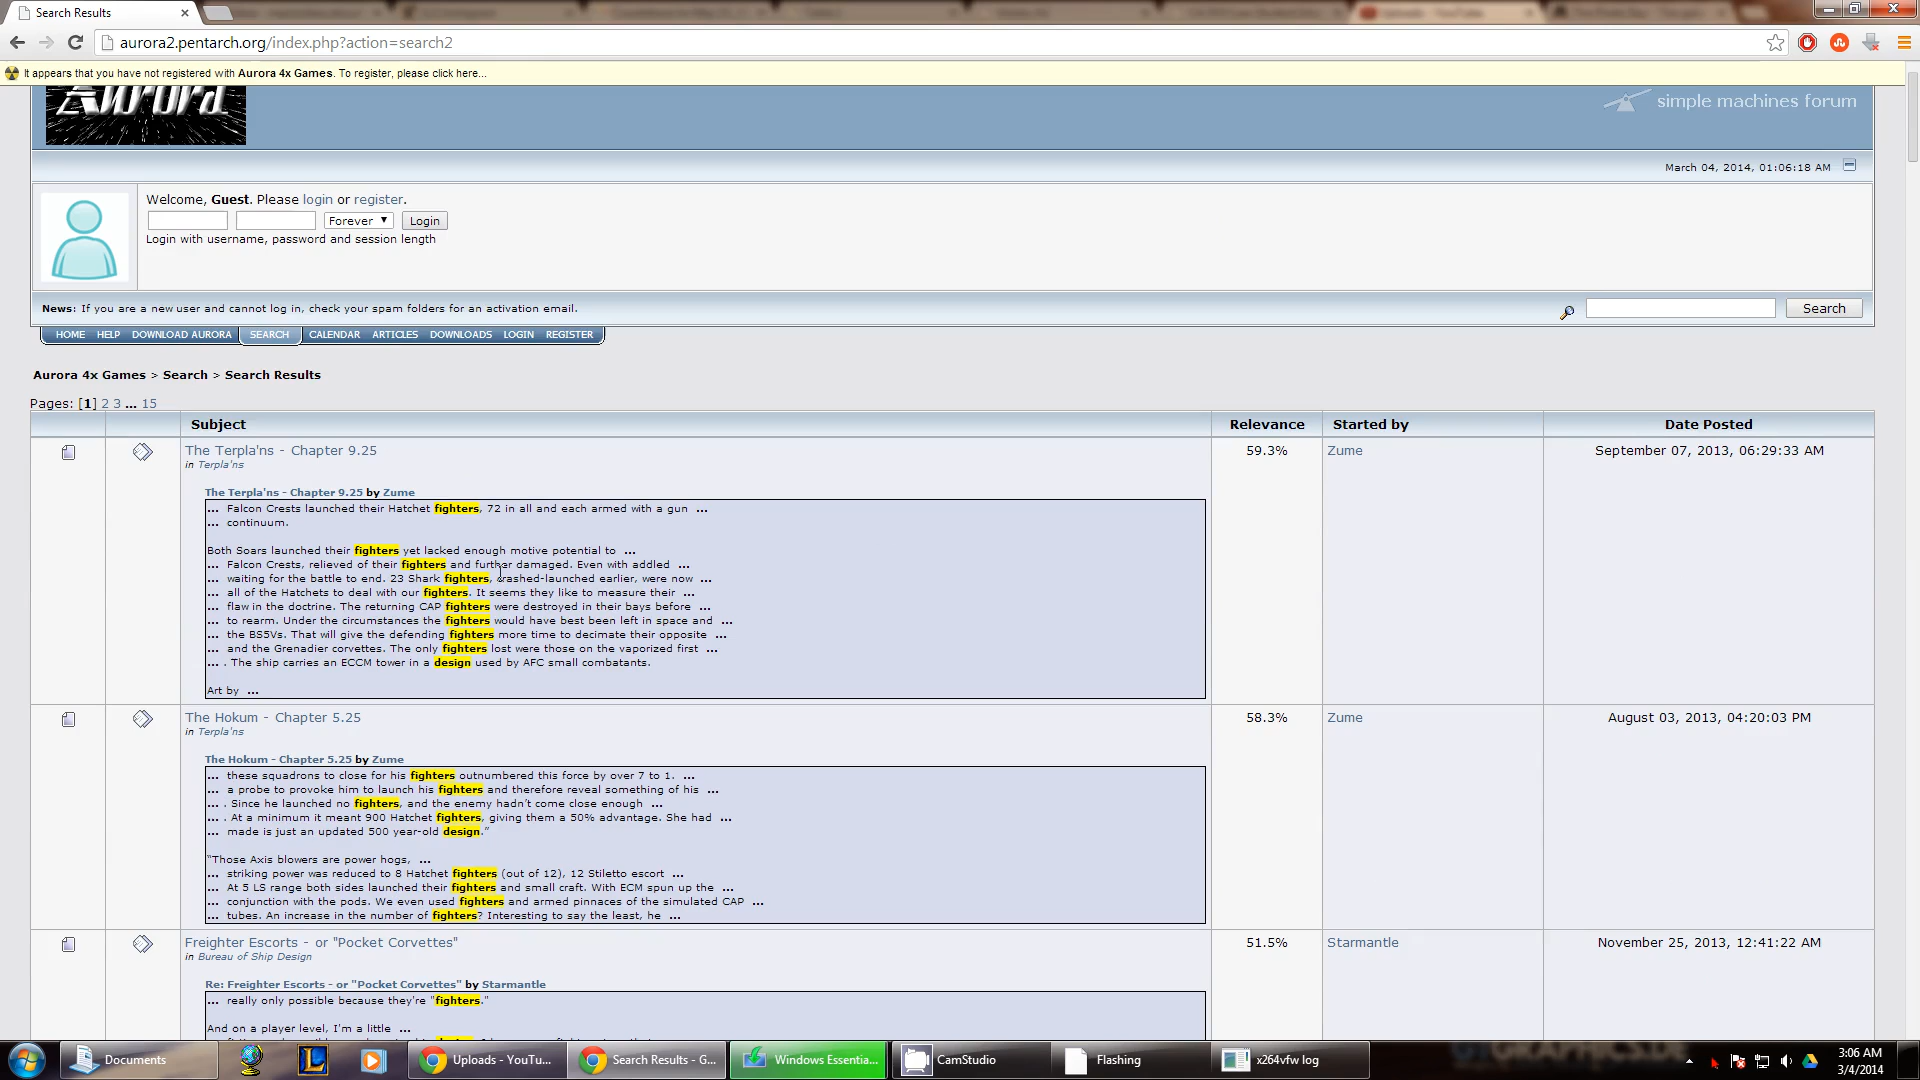 Search Results
aurora2.pentarch.org/index.php?action=search2
It appears that you have not registered with Aurora 4x Games. To register, please click here...
Aurora
simple machines forum
March 04, 2014, 01:06:18 AM
Welcome, Guest. Please login or register.
Forever Login
Login with username, password and session length
News: If you are a new user and cannot log in, check your spam folders for an activation email.
Search
HOME HELP DOWNLOAD AURORA SEARCH CALENDAR ARTICLES DOWNLOADS LOGIN REGISTER
Aurora 4x Games > Search > Search Results
Pages: [1] 2 3 ... 15
Subject Relevance Started by Date Posted
The Terpla'ns - Chapter 9.25 59.3% Zume September 07, 2013, 06:29:33 AM
in Terpla'ns
The Terpla'ns - Chapter 9.25 by Zume
... Falcon Crests launched their Hatchet fighters, 72 in all and each armed with a gun ...
... continuum.
Both Soars launched their fighters yet lacked enough motive potential to ...
... Falcon Crests, relieved of their fighters and further damaged. Even with addled ...
... waiting for the battle to end. 23 Shark fighters, crashed-launched earlier, were now ...
... all of the Hatchets to deal with our fighters. It seems they like to measure their ...
... flaw in the doctrine. The returning CAP fighters were destroyed in their bays before ...
... to rearm. Under the circumstances the fighters would have best been left in space and ...
... the BS5Vs. That will give the defending fighters more time to decimate their opposite ...
... and the Grenadier corvettes. The only fighters lost were those on the vaporized first ...
... . The ship carries an ECCM tower in a design used by AFC small combatants.
Art by ...
The Hokum - Chapter 5.25 58.3% Zume August 03, 2013, 04:20:03 PM
in Terpla'ns
The Hokum - Chapter 5.25 by Zume
... these squadrons to close for his fighters outnumbered this force by over 7 to 1. ...
... a probe to provoke him to launch his fighters and therefore reveal something of his ...
... . Since he launched no fighters, and the enemy hadn’t come close enough ...
... . At a minimum it meant 900 Hatchet fighters, giving them a 50% advantage. She had ...
... made is just an updated 500 year-old design.”
“Those Axis blowers are power hogs, ...
... striking power was reduced to 8 Hatchet fighters (out of 12), 12 Stiletto escort ...
... At 5 LS range both sides launched their fighters and small craft. With ECM spun up the ...
... conjunction with the pods. We even used fighters and armed pinnaces of the simulated CAP ...
... tubes. An increase in the number of fighters? Interesting to say the least, he ...
Freighter Escorts - or "Pocket Corvettes" 51.5% Starmantle November 25, 2013, 12:41:22 AM
in Bureau of Ship Design
Re: Freighter Escorts - or "Pocket Corvettes" by Starmantle
... really only possible because they're "fighters."
And on a player level, I'm a little ...
Documents Uploads - YouTu... Search Results - G... Windows Essentia... CamStudio Flashing x264vfw log
3:06 AM
3/4/2014